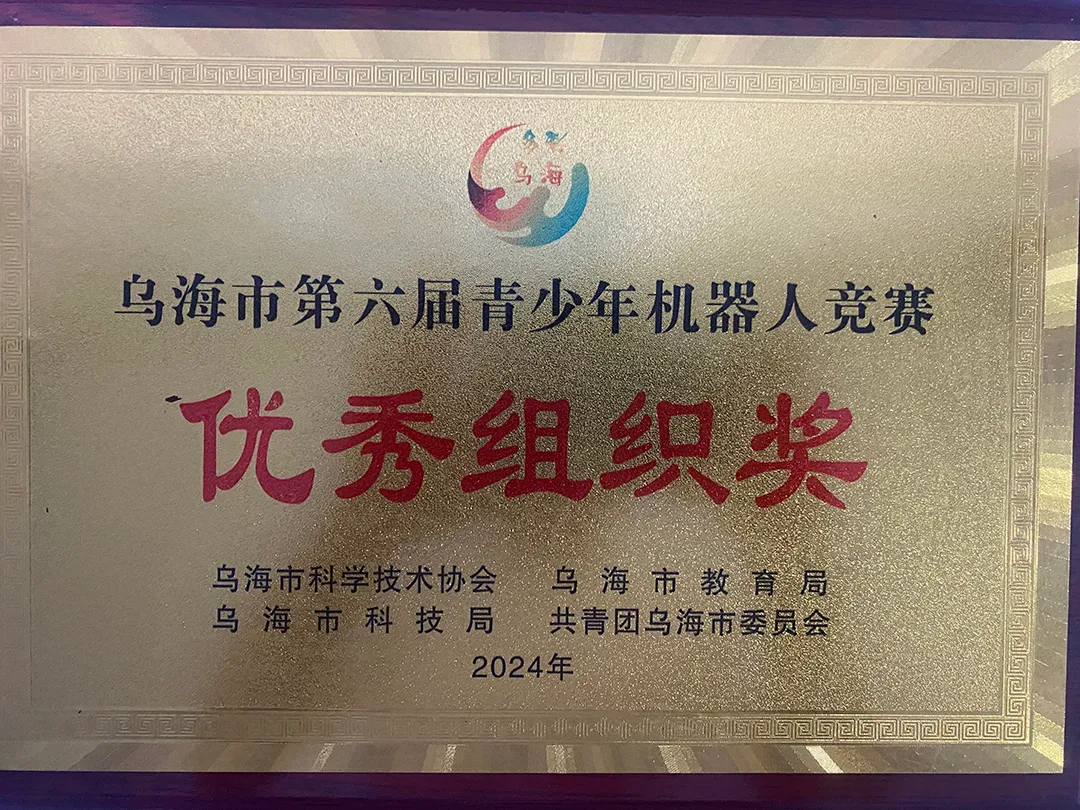 多彩
乌海
乌海市第六届青少年机器人竞赛
优秀组织奖
乌海市科学技术协会 乌海市教育局
乌海市科技局 共青团乌海市委员会
2024年